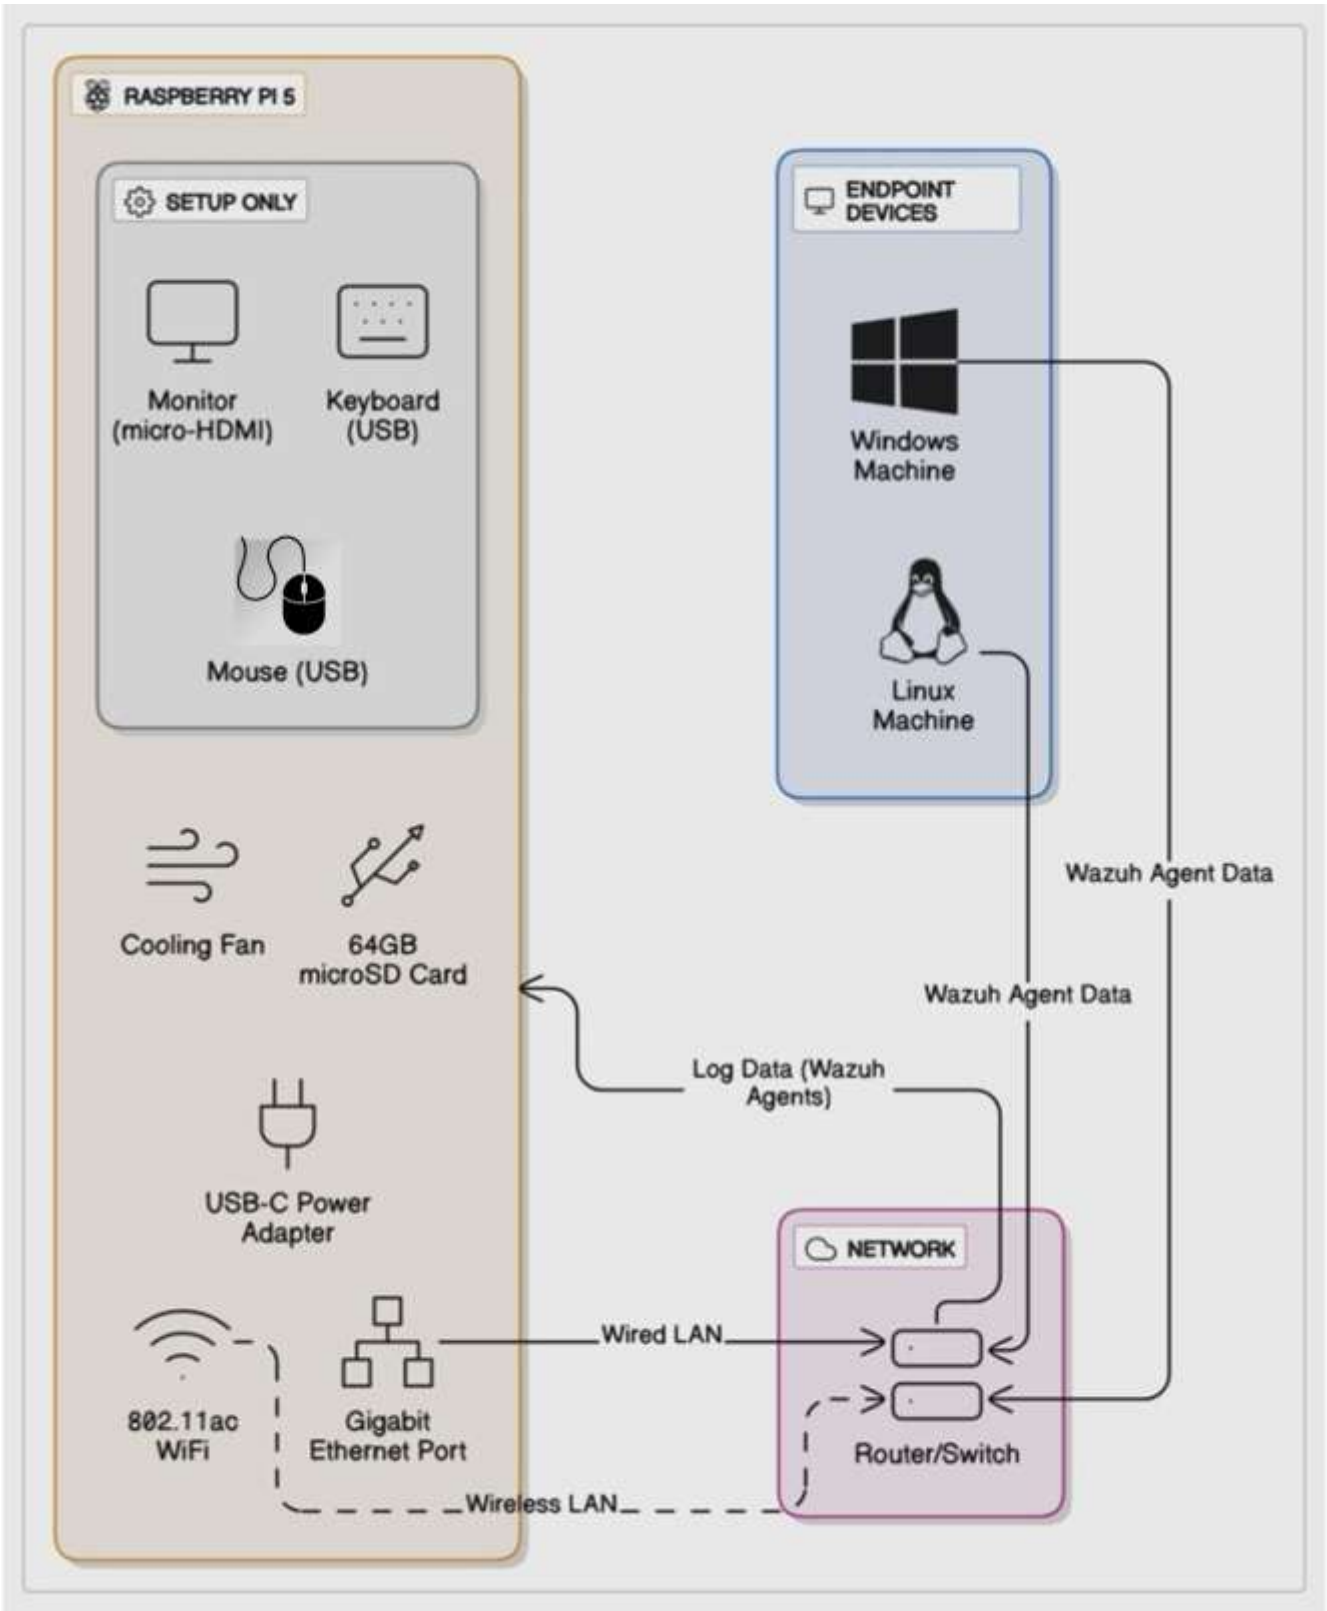 RASPBERRY PI 5
SETUP ONLY
Monitor
(micro-HDMI)
Keyboard
(USB)
Mouse (USB)
Cooling Fan
64GB
microSD Card
USB-C Power
Adapter
802.11ac
WiFi
Gigabit
Ethernet Port
ENDPOINT
DEVICES
Windows
Machine
Linux
Machine
Wazuh Agent Data
Wazuh Agent Data
Log Data (Wazuh
Agents)
NETWORK
Wired LAN
Router/Switch
Wireless LAN